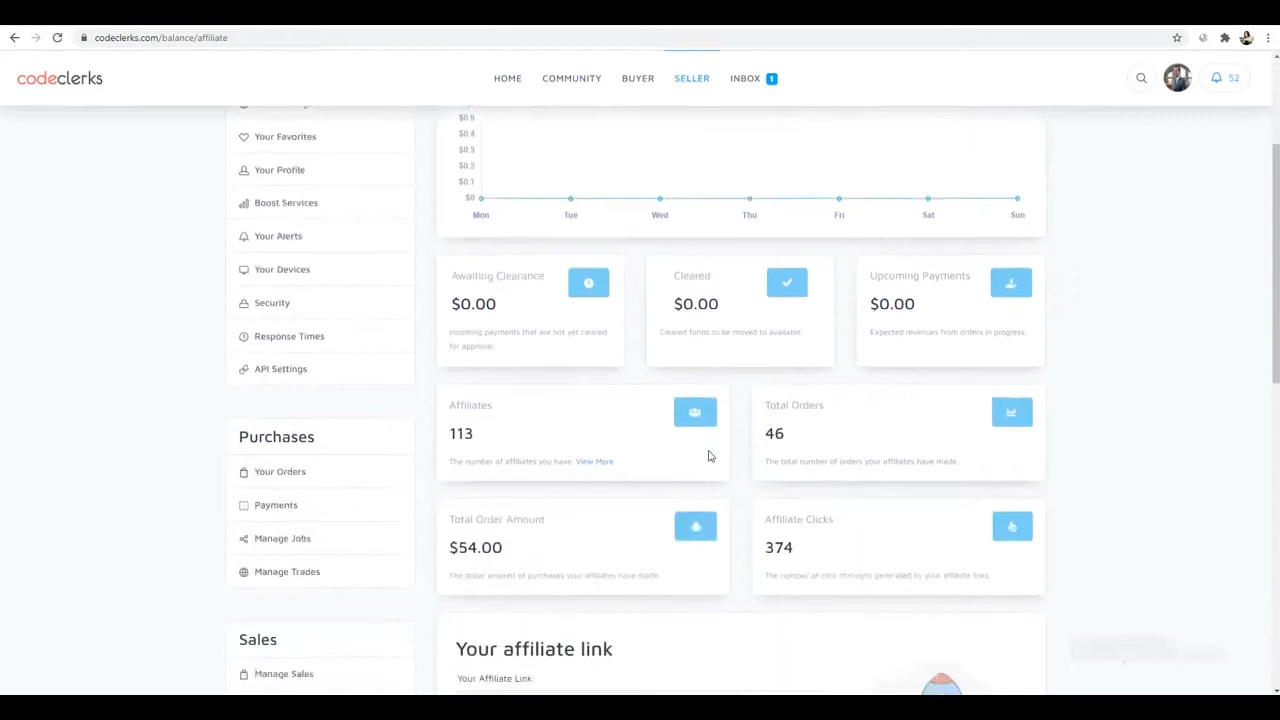 codeclerks.com/balance/affiliate
codeclerks
HOME COMMUNITY BUYER SELLER INBOX 1 52
Your Favorites
Your Profile
Boost Services
Your Alerts
Your Devices
Security
Response Times
API Settings
Purchases
Your Orders
Payments
Manage Jobs
Manage Trades
Sales
Manage Sales
$0.5
$0.4
$0.3
$0.2
$0.1
$0
Mon Tue Wed Thu Fri Sat Sun
Awaiting Clearance
$0.00
Incoming payments that are not yet cleared
for approval.
Cleared
$0.00
Cleared funds to be moved to available.
Upcoming Payments
$0.00
Expected revenues from orders in progress.
Affiliates
113
The number of affiliates you have. View More
Total Orders
46
The total number of orders your affiliates have made.
Total Order Amount
$54.00
The dollar amount of purchases your affiliates have made.
Affiliate Clicks
374
The number of click-throughs generated by your affiliate links.
Your affiliate link
Your Affiliate Link: